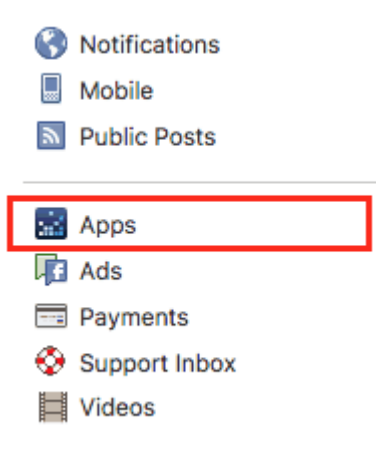 Notifications
Mobile
Public Posts
Apps
Ads
Payments
Support Inbox
Videos